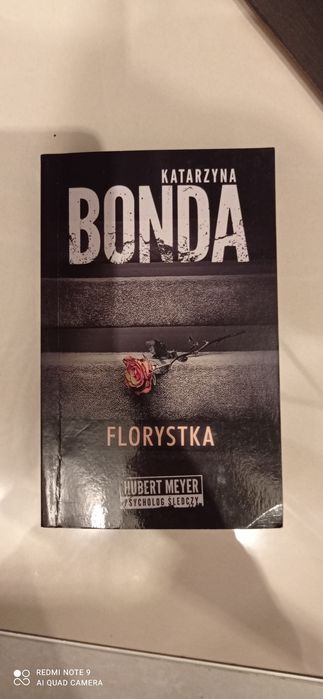 KATARZYNA
BONDA
FLORYSTKA
HUBERT MEYER
PSYCHOLOG ŚLEDCZY
REDMI NOTE 9
AI QUAD CAMERA